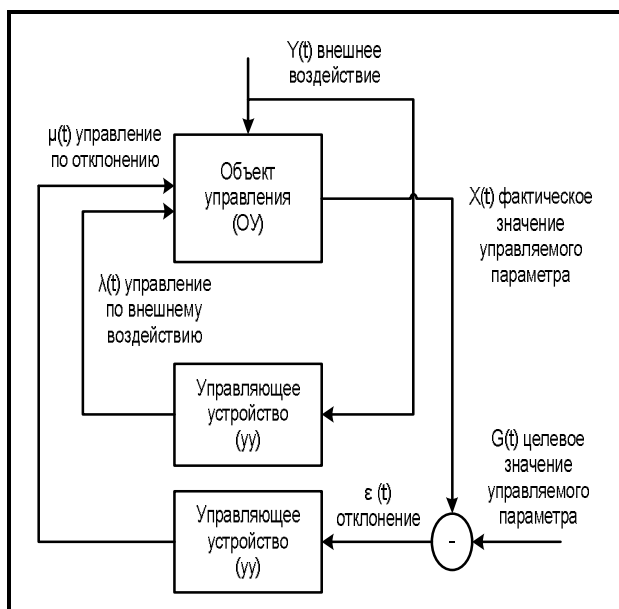 Y(t) внешнее
воздействие
μ(t) управление
по отклонению
Объект
управления
(ОУ)
X(t) фактическое
значение
управляемого
параметра
λ(t) управление
по внешнему
воздействию
Управляющее
устройство
(уу)
G(t) целевое
значение
управляемого
параметра
ε (t)
отклонение
Управляющее
устройство
(уу)
-